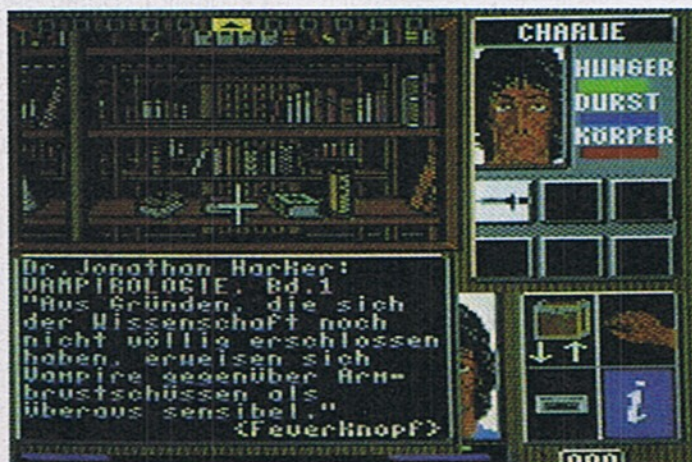 CHARLIE
HUNGER
DURST
KÖRPER
Dr.Jonathan Harker:
VAMPIROLOGIE, Bd.1
"Aus Gründen, die sich
der Wissenschaft noch
nicht völlig erschlossen
haben, erweisen sich
Vampire gegenüber Arm-
brustschüssen als
überaus sensibel."
<Feuerknopf>
i